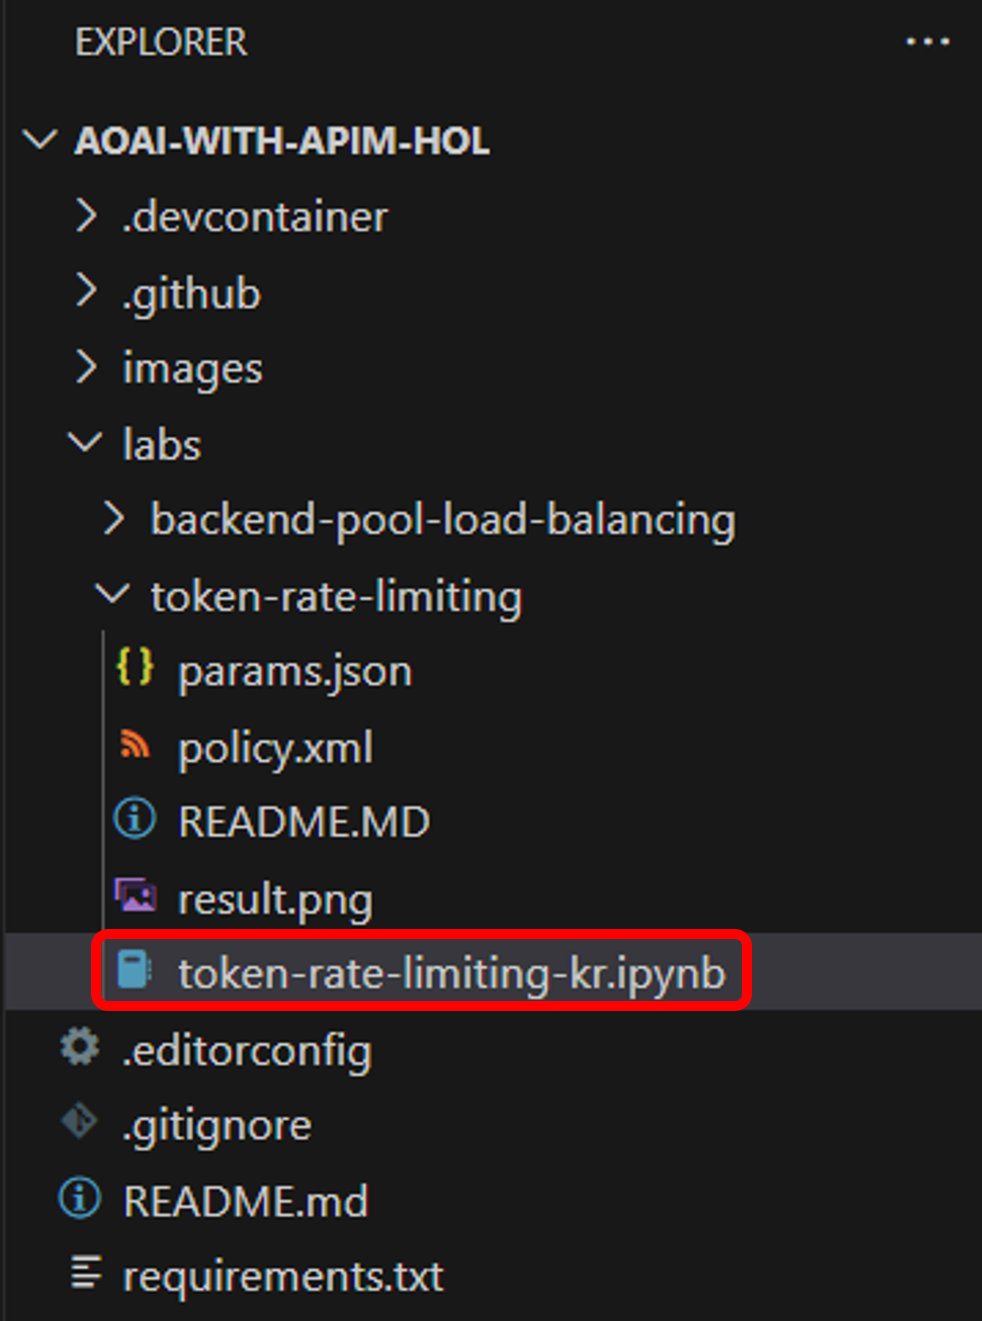 EXPLORER
AOAI-WITH-APIM-HOL
.devcontainer
.github
images
labs
backend-pool-load-balancing
token-rate-limiting
params.json
policy.xml
README.MD
result.png
token-rate-limiting-kr.ipynb
.editorconfig
.gitignore
README.md
requirements.txt